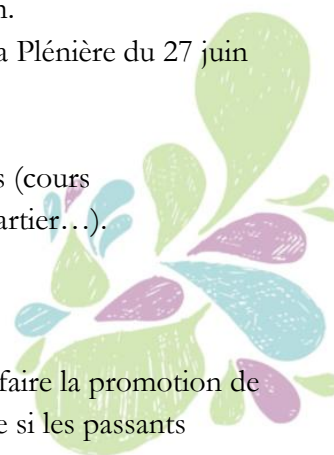 n.
a Plénière du 27 juin
s (cours
artier…).
faire la promotion de
e si les passants